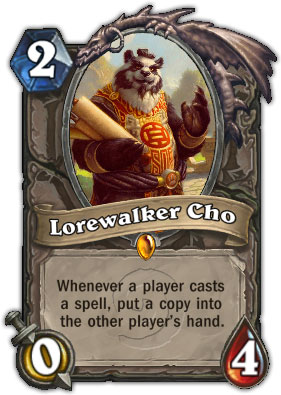 2
Lorewalker Cho
Whenever a player casts
a spell, put a copy into
the other player's hand.
0
4